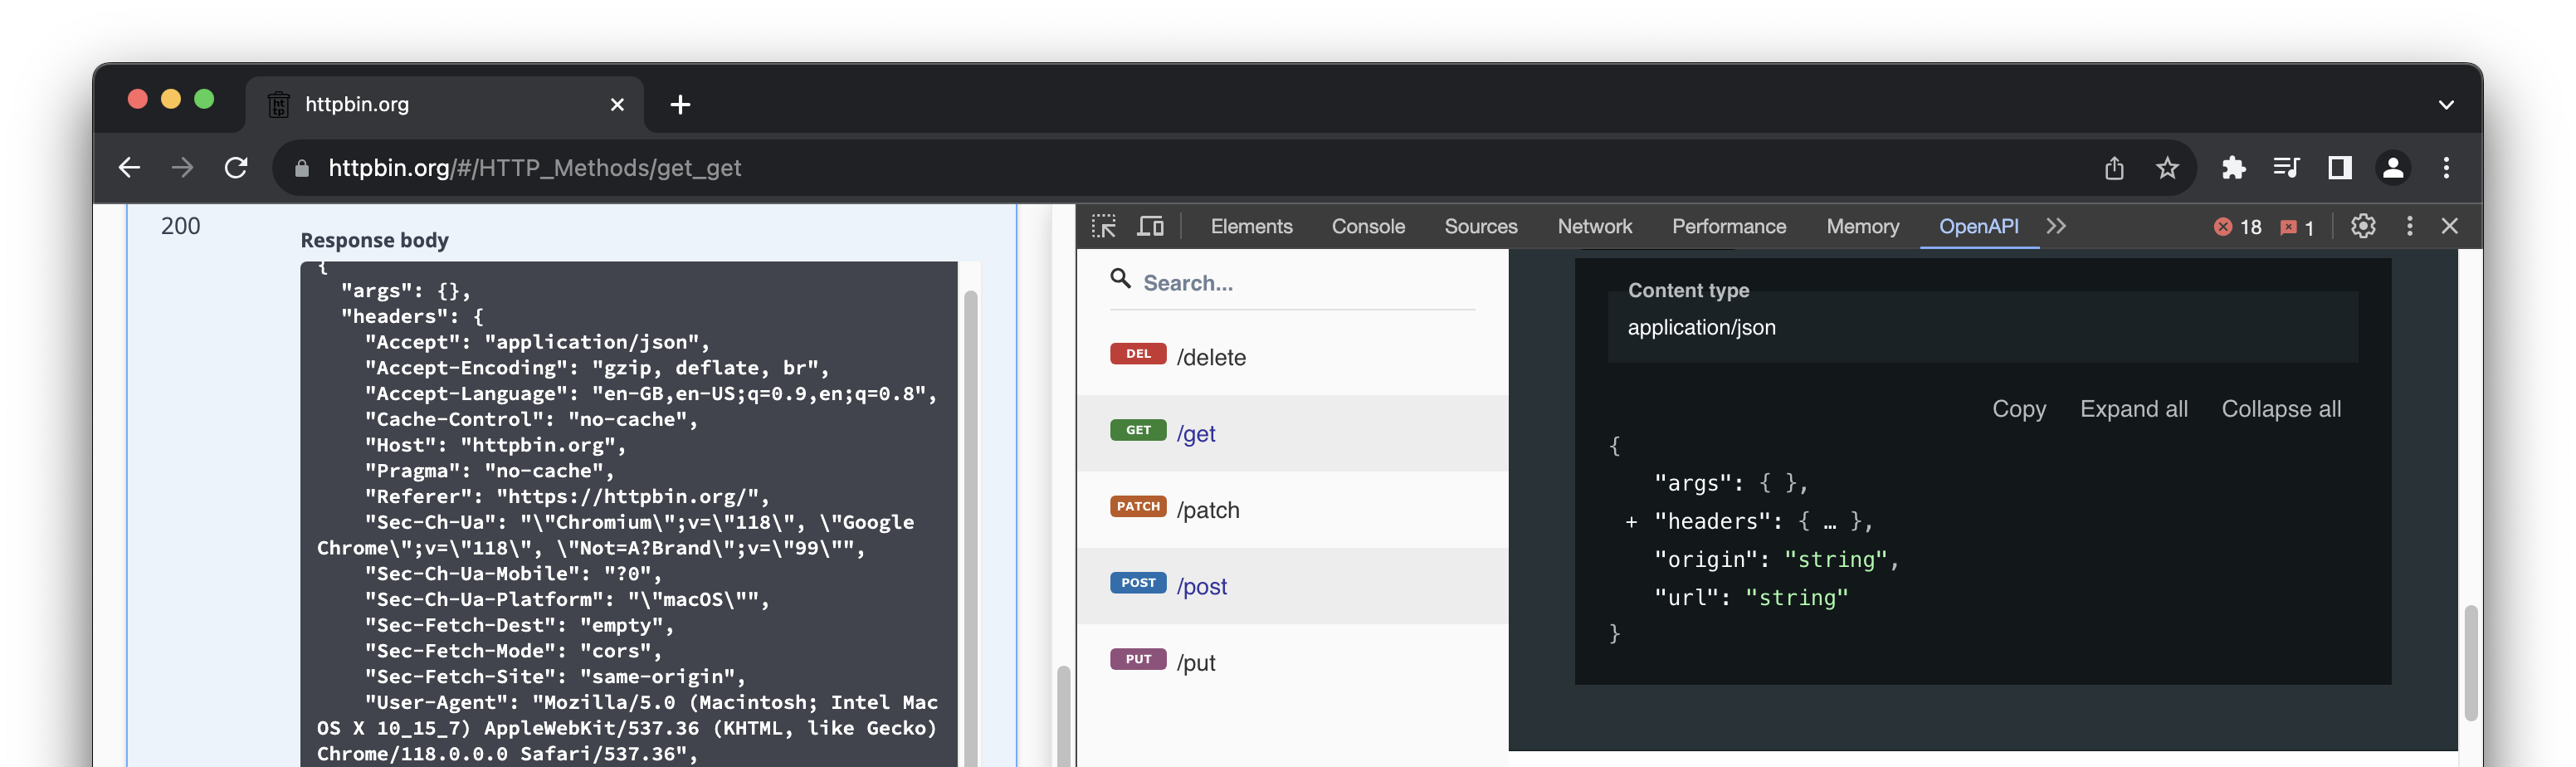 httpbin.org
httpbin.org/#/HTTP_Methods/get_get
200
Response body
{
"args": {},
"headers": {
"Accept": "application/json",
"Accept-Encoding": "gzip, deflate, br",
"Accept-Language": "en-GB,en-US;q=0.9,en;q=0.8",
"Cache-Control": "no-cache",
"Host": "httpbin.org",
"Pragma": "no-cache",
"Referer": "https://httpbin.org/",
"Sec-Ch-Ua": "\"Chromium\";v=\"118\", \"Google
Chrome\";v=\"118\", \"Not=A?Brand\";v=\"99\"",
"Sec-Ch-Ua-Mobile": "?0",
"Sec-Ch-Ua-Platform": "\"macOS\"",
"Sec-Fetch-Dest": "empty",
"Sec-Fetch-Mode": "cors",
"Sec-Fetch-Site": "same-origin",
"User-Agent": "Mozilla/5.0 (Macintosh; Intel Mac
OS X 10_15_7) AppleWebKit/537.36 (KHTML, like Gecko)
Chrome/118.0.0.0 Safari/537.36",
Elements Console Sources Network Performance Memory OpenAPI 18 1
Search...
DEL /delete
GET /get
PATCH /patch
POST /post
PUT /put
Content type
application/json
Copy Expand all Collapse all
{
"args": { },
+ "headers": { … },
"origin": "string",
"url": "string"
}